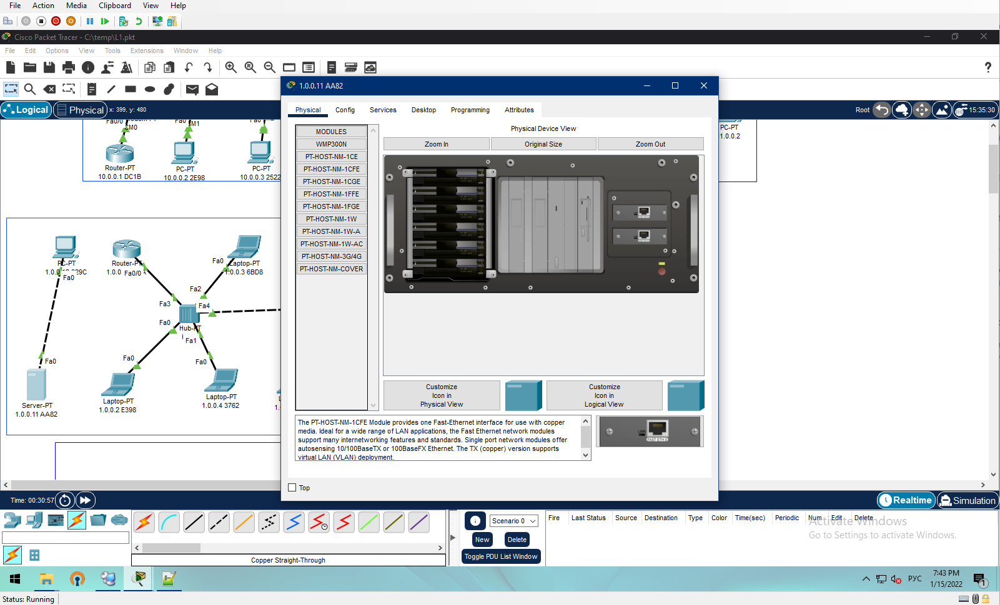 File Action Media Clipboard View Help
Cisco Packet Tracer - C:\temp\L1.pkt
File Edit Options View Tools Extensions Window Help
?
Logical Physical x: 399, y: 480
Root 15:35:30
Fa0/0
CM0
Fa0
CM1
Fa0
Router-PT
10.0.0.1 DC1B
PC-PT
10.0.0.2 2E98
PC-PT
10.0.0.3 2522
PC-PT
1.0.0.2
PC-PT
Fa0
Router-PT
1.0.0
Fa0/0
Fa0
Laptop-PT
1.0.0.3 6BD8
Fa2
Fa3
Fa4
Fa0
Hub-PT
Fa1
Fa0
Fa0
Fa0
Server-PT
1.0.0.11 AA82
Laptop-PT
1.0.0.2 E398
Laptop-PT
1.0.0.4 3762
1.0.0.11 AA82
Physical Config Services Desktop Programming Attributes
MODULES
WMP300N
PT-HOST-NM-1CE
PT-HOST-NM-1CFE
PT-HOST-NM-1CGE
PT-HOST-NM-1FFE
PT-HOST-NM-1FGE
PT-HOST-NM-1W
PT-HOST-NM-1W-A
PT-HOST-NM-1W-AC
PT-HOST-NM-3G/4G
PT-HOST-NM-COVER
Physical Device View
Zoom In Original Size Zoom Out
Customize
Icon in
Physical View
Customize
Icon in
Logical View
The PT-HOST-NM-1CFE Module provides one Fast-Ethernet interface for use with copper
media. Ideal for a wide range of LAN applications, the Fast Ethernet network modules
support many internetworking features and standards. Single port network modules offer
autosensing 10/100BaseTX or 100BaseFX Ethernet. The TX (copper) version supports
virtual LAN (VLAN) deployment.
LINK
FAST ETH 0
Top
Time: 00:30:57
Realtime Simulation
Scenario 0
New Delete
Toggle PDU List Window
Fire Last Status Source Destination Type Color Time(sec) Periodic Num Edit Delete
Activate Windows
Go to Settings to activate Windows.
Copper Straight-Through
РУС
7:43 PM
1/15/2022
1
Status: Running